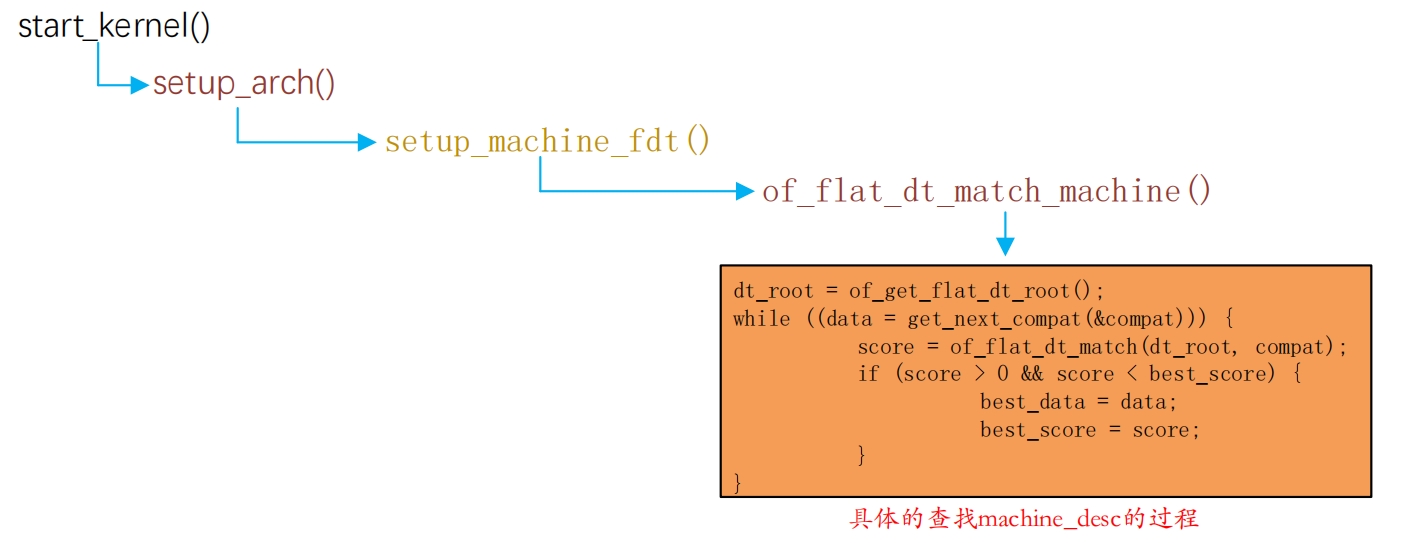 start_kernel()
setup_arch()
setup_machine_fdt()
of_flat_dt_match_machine()
dt_root = of_get_flat_dt_root();
while ((data = get_next_compat(&compat))) {
score = of_flat_dt_match(dt_root, compat);
if (score > 0 && score < best_score) {
best_data = data;
best_score = score;
}
}
具体的查找machine_desc的过程